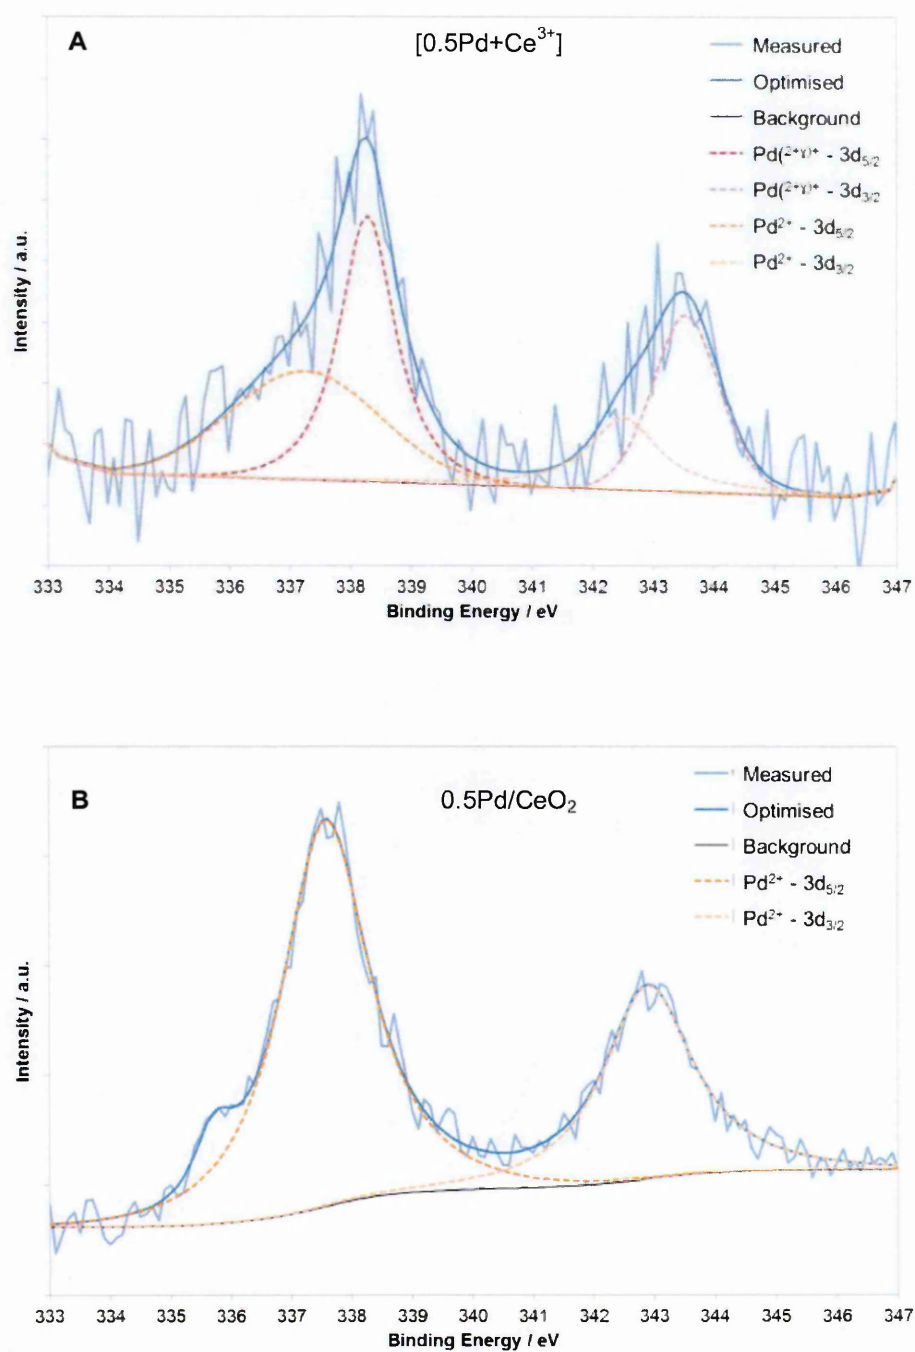 A
[0.5Pd+Ce³⁺]
Measured
Optimised
Background
Pd(²⁺ʸ⁾⁺ - 3d₅/₂
Pd(²⁺ʸ⁾⁺ - 3d₃/₂
Pd²⁺ - 3d₅/₂
Pd²⁺ - 3d₃/₂
Intensity / a.u.
333 334 335 336 337 338 339 340 341 342 343 344 345 346 347
Binding Energy / eV
B
0.5Pd/CeO₂
Measured
Optimised
Background
Pd²⁺ - 3d₅/₂
Pd²⁺ - 3d₃/₂
Intensity / a.u.
333 334 335 336 337 338 339 340 341 342 343 344 345 346 347
Binding Energy / eV